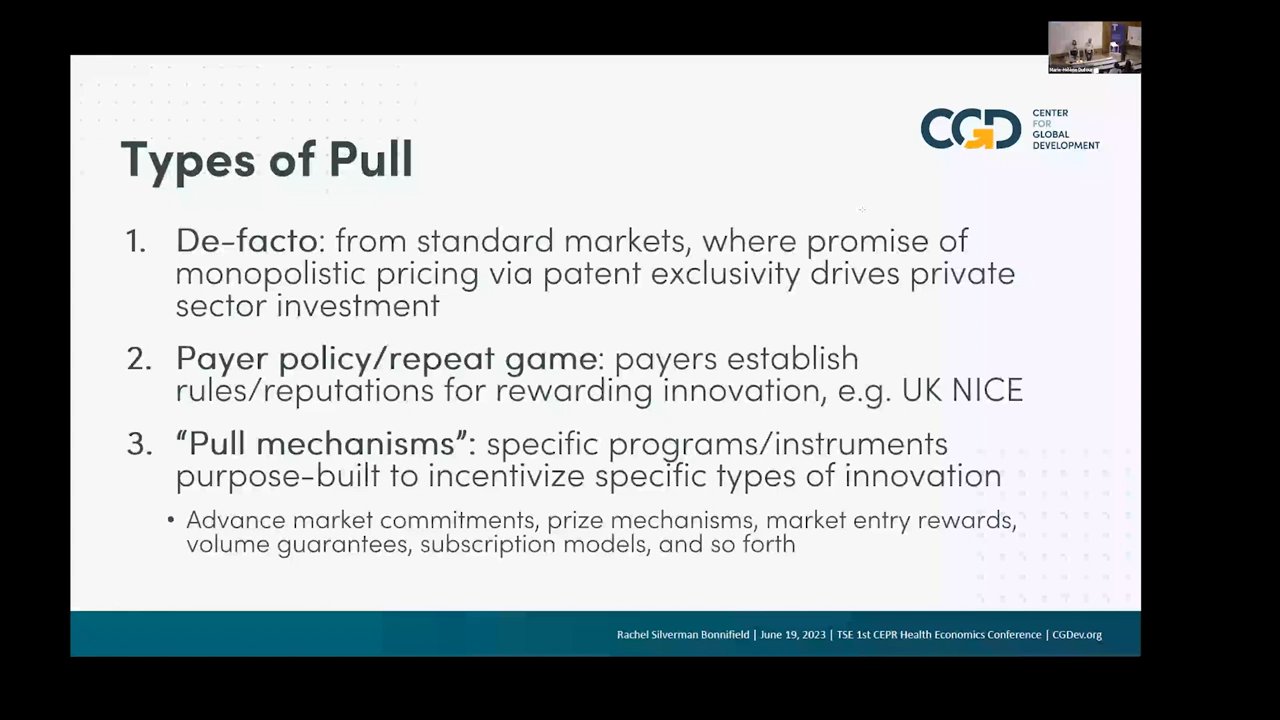 Marie-Hélène Dufour
CGD
CENTER
FOR
GLOBAL
DEVELOPMENT
Types of Pull
1. De-facto: from standard markets, where promise of
monopolistic pricing via patent exclusivity drives private
sector investment
2. Payer policy/repeat game: payers establish
rules/reputations for rewarding innovation, e.g. UK NICE
3. “Pull mechanisms”: specific programs/instruments
purpose-built to incentivize specific types of innovation
• Advance market commitments, prize mechanisms, market entry rewards,
volume guarantees, subscription models, and so forth
Rachel Silverman Bonnifield | June 19, 2023 | TSE 1st CEPR Health Economics Conference | CGDev.org